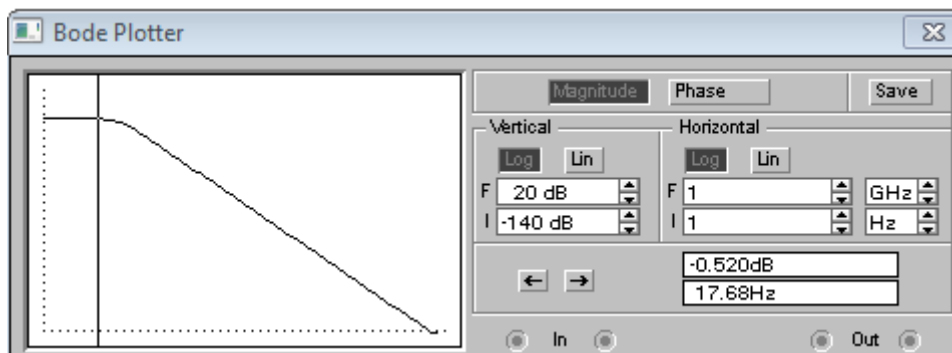 Bode Plotter
Magnitude Phase Save
Vertical Horizontal
Log Lin Log Lin
F 20 dB F 1 GHz
I -140 dB I 1 Hz
-0.520dB
17.68Hz
In Out